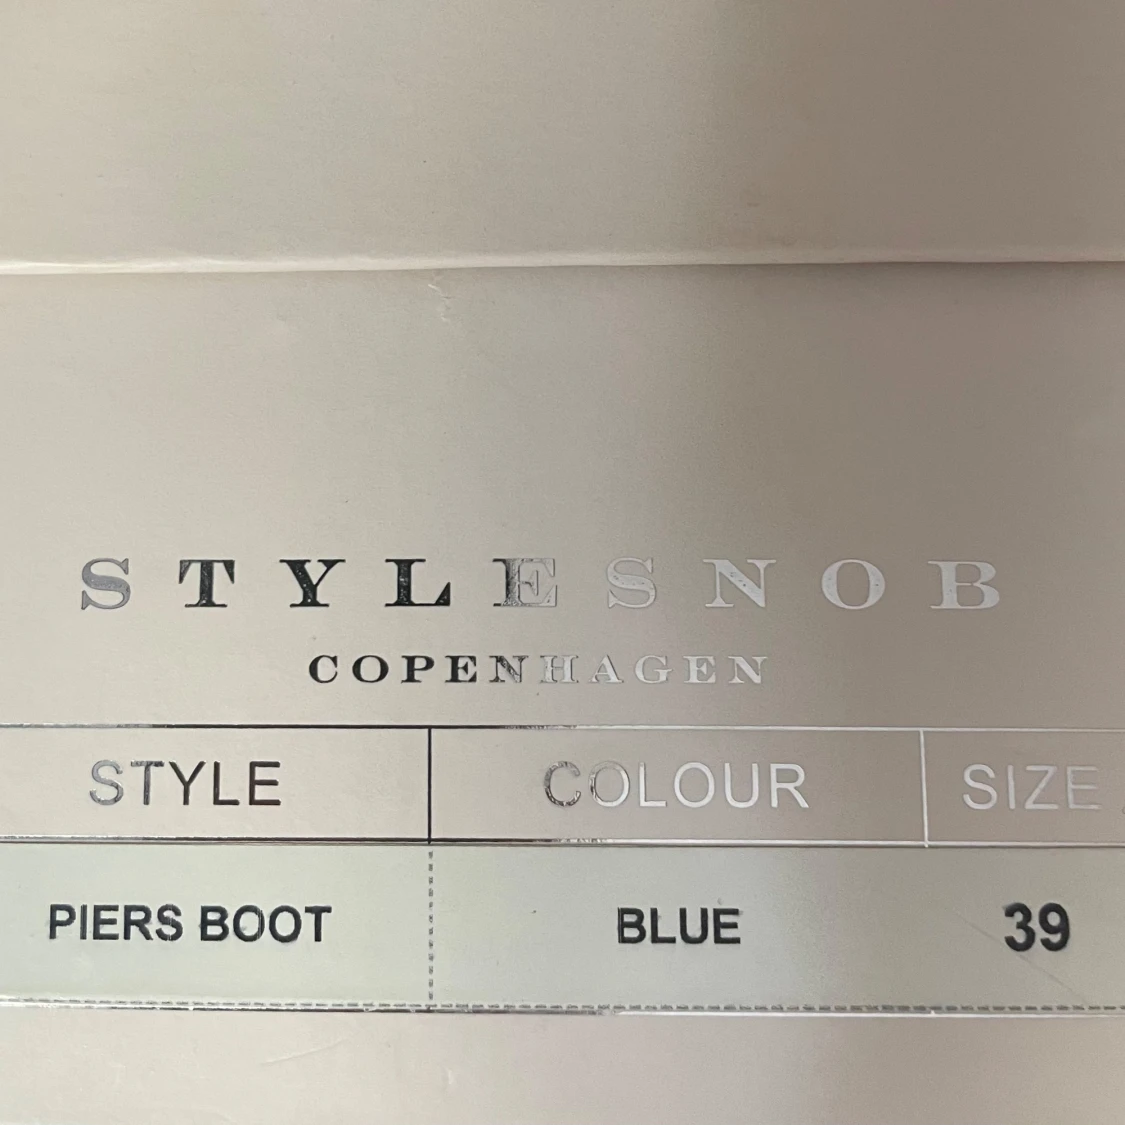 STYLESNOB
COPENHAGEN
STYLE COLOUR SIZE
PIERS BOOT BLUE 39